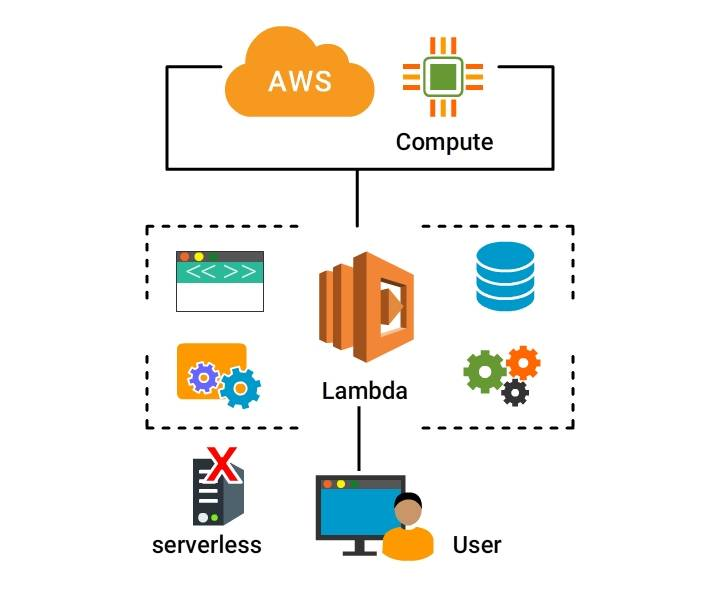 AWS
Compute
<< >>
Lambda
X
serverless
User